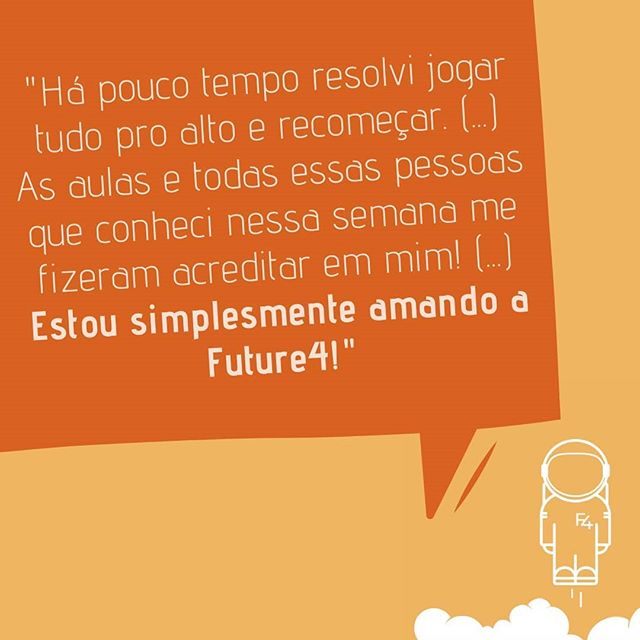 "Há pouco tempo resolvi jogar
tudo pro alto e recomeçar. (...)
As aulas e todas essas pessoas
que conheci nessa semana me
fizeram acreditar em mim! (...)
Estou simplesmente amando a
Future4!"
F4